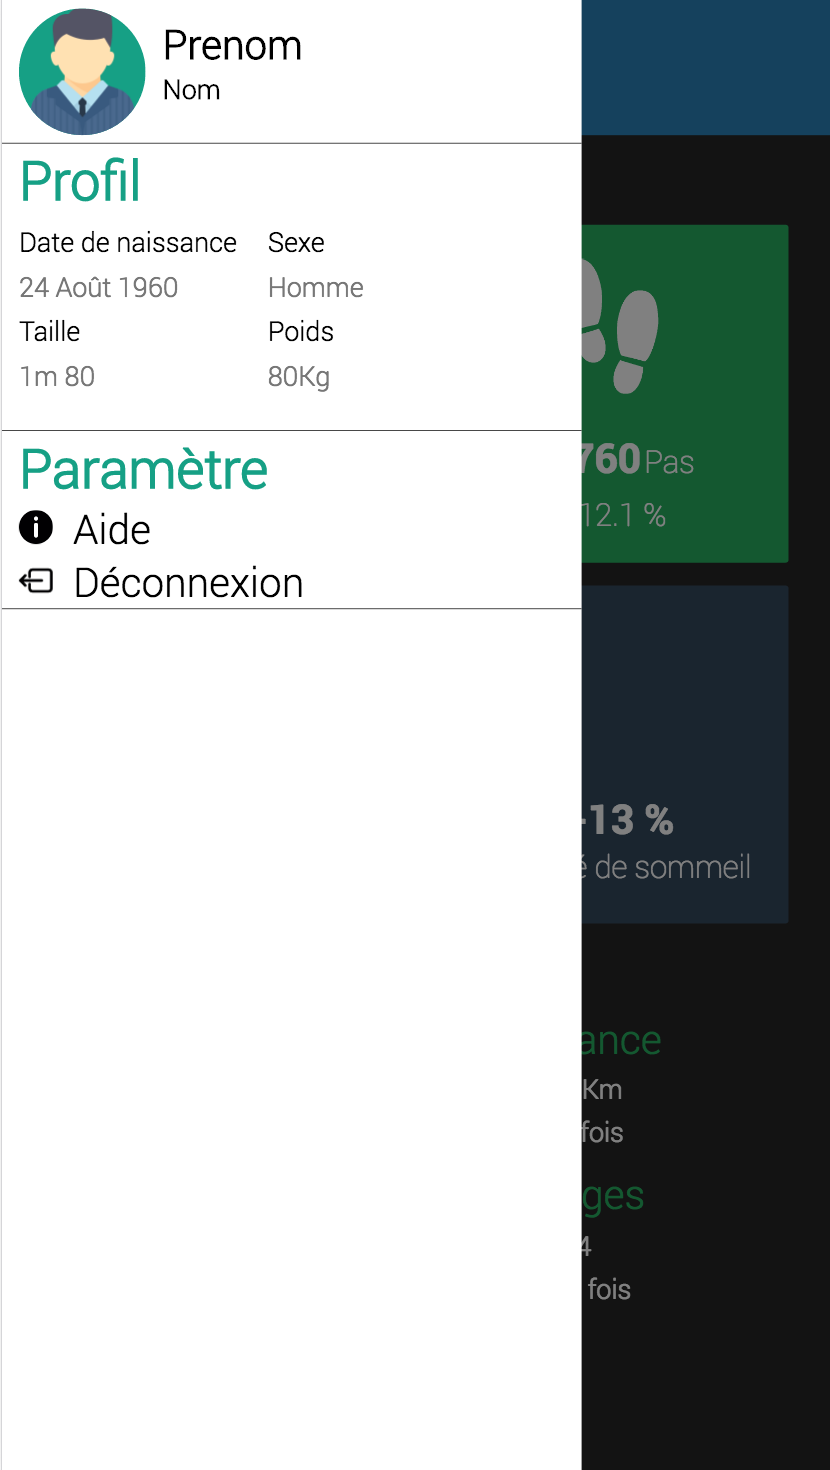 Prenom
Nom
Profil
Date de naissance Sexe
24 Août 1960 Homme
Taille Poids
1m 80 80Kg
Paramètre
Aide
Déconnexion
760 Pas
12.1 %
-13 %
é de sommeil
ance
Km
fois
ges
4
fois